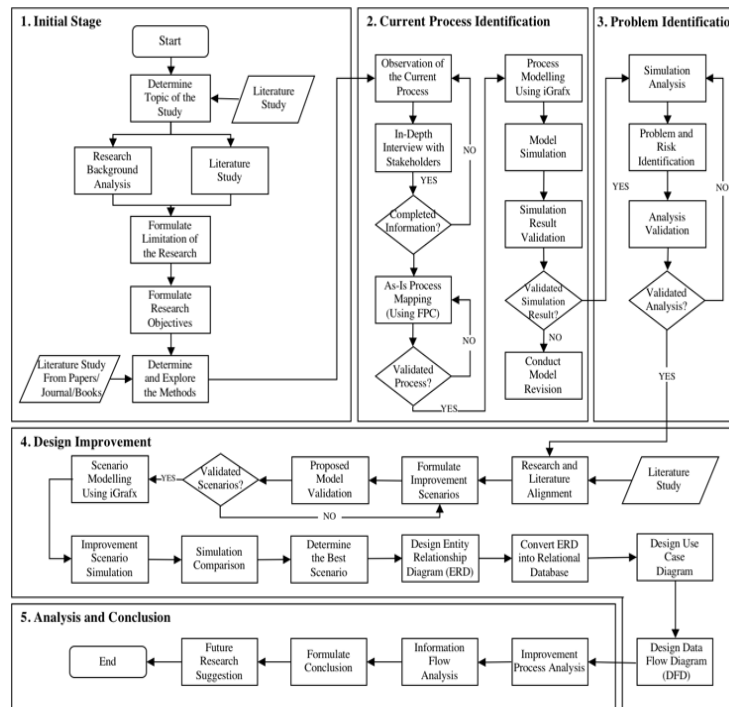 1. Initial Stage
Start
Determine
Topic of the
Study
Literature
Study
Research
Background
Analysis
Literature
Study
Formulate
Limitation of
the Research
Formulate
Research
Objectives
Literature Study
From Papers/
Journal/Books
Determine
and Explore
the Methods
2. Current Process Identification
Observation of
the Current
Process
In-Depth
Interview with
Stakeholders
NO
YES
Completed
Information?
As-Is Process
Mapping
(Using FPC)
NO
Validated
Process?
YES
Process
Modelling
Using iGrafx
Model
Simulation
Simulation
Result
Validation
Validated
Simulation
Result?
YES
NO
Conduct
Model
Revision
3. Problem Identification
Simulation
Analysis
Problem and
Risk
Identification
NO
Analysis
Validation
Validated
Analysis?
YES
4. Design Improvement
Scenario
Modelling
Using iGrafx
YES
Validated
Scenarios?
NO
Proposed
Model
Validation
Formulate
Improvement
Scenarios
Research and
Literature
Alignment
Literature
Study
Improvement
Scenario
Simulation
Simulation
Comparison
Determine
the Best
Scenario
Design Entity
Relationship
Diagram (ERD)
Convert ERD
into Relational
Database
Design Use
Case
Diagram
5. Analysis and Conclusion
End
Future
Research
Suggestion
Formulate
Conclusion
Information
Flow
Analysis
Improvement
Process Analysis
Design Data
Flow Diagram
(DFD)